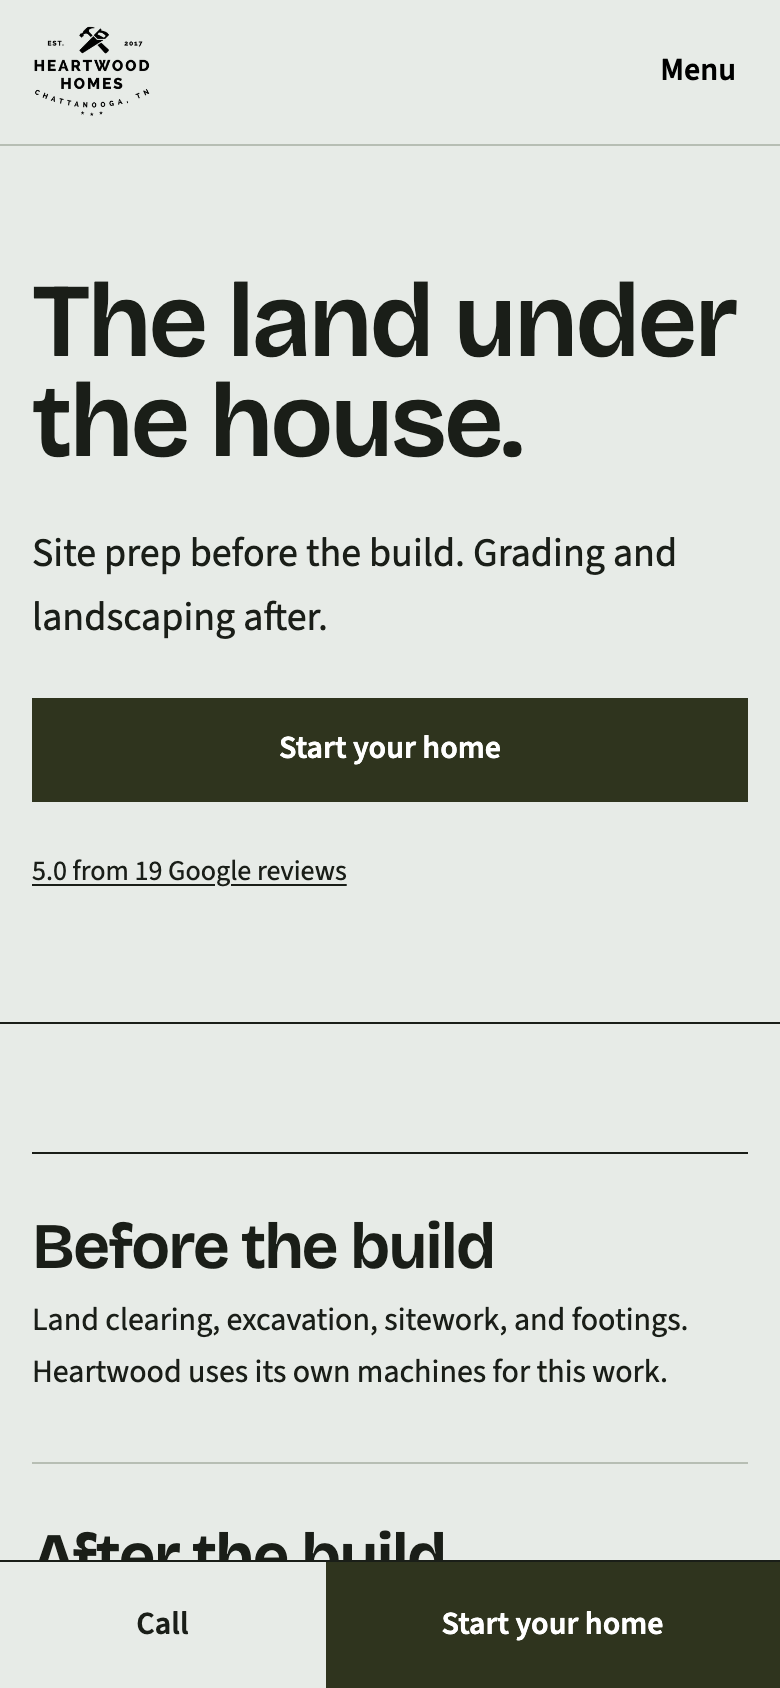 EST. 2017
HEARTWOOD
HOMES
CHATTANOOGA, TN
Menu
The land under
the house.
Site prep before the build. Grading and
landscaping after.
Start your home
5.0 from 19 Google reviews
Before the build
Land clearing, excavation, sitework, and footings.
Heartwood uses its own machines for this work.
After the build
Call
Start your home